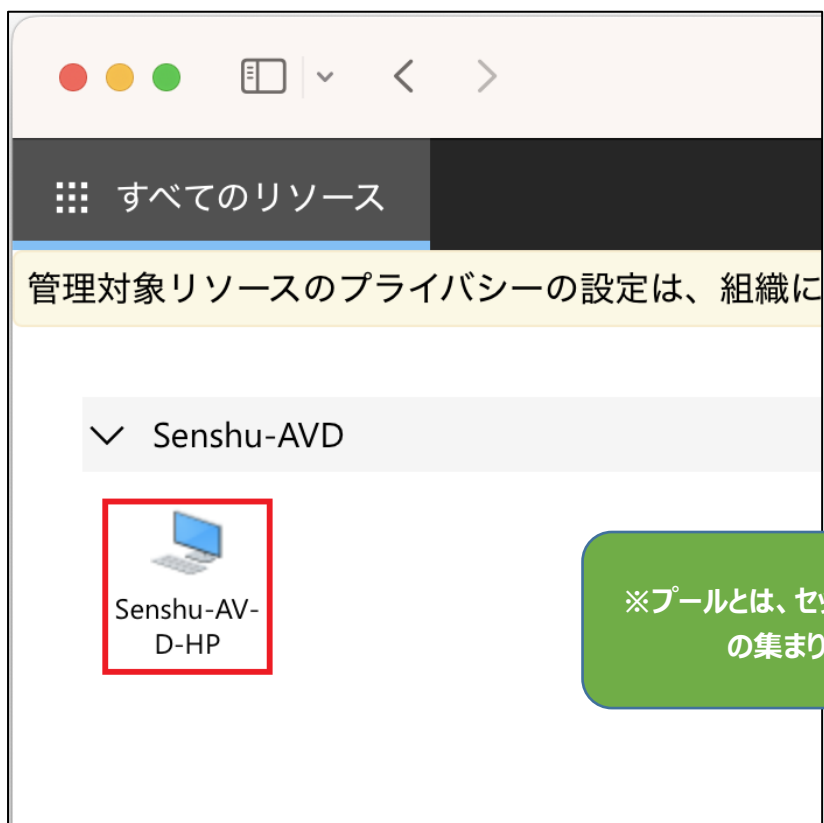 すべてのリソース
管理対象リソースのプライバシーの設定は、組織に
Senshu-AVD
Senshu-AV-
D-HP
※プールとは、セッ
の集まり